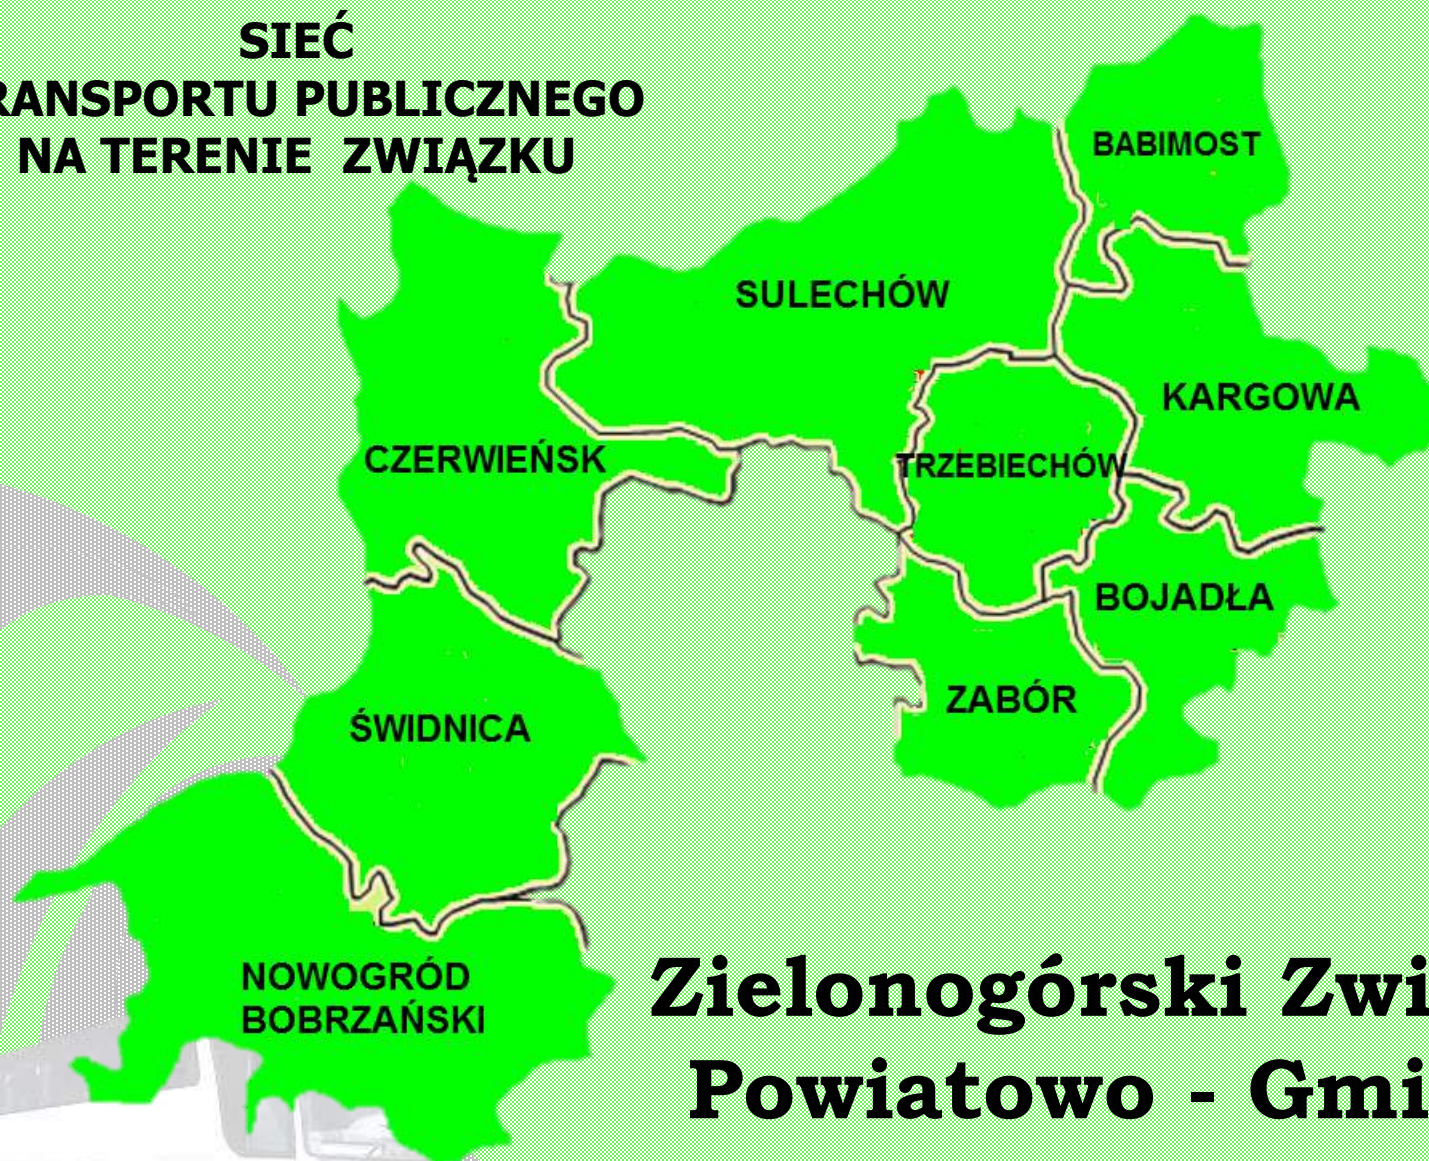 SIEĆ
RANSPORTU PUBLICZNEGO
NA TERENIE ZWIĄZKU
BABIMOST
SULECHÓW
KARGOWA
CZERWIEŃSK
TRZEBIECHÓW
BOJADŁA
ZABÓR
ŚWIDNICA
NOWOGRÓD
BOBRZAŃSKI
Zielonogórski Zwi
Powiatowo - Gmi